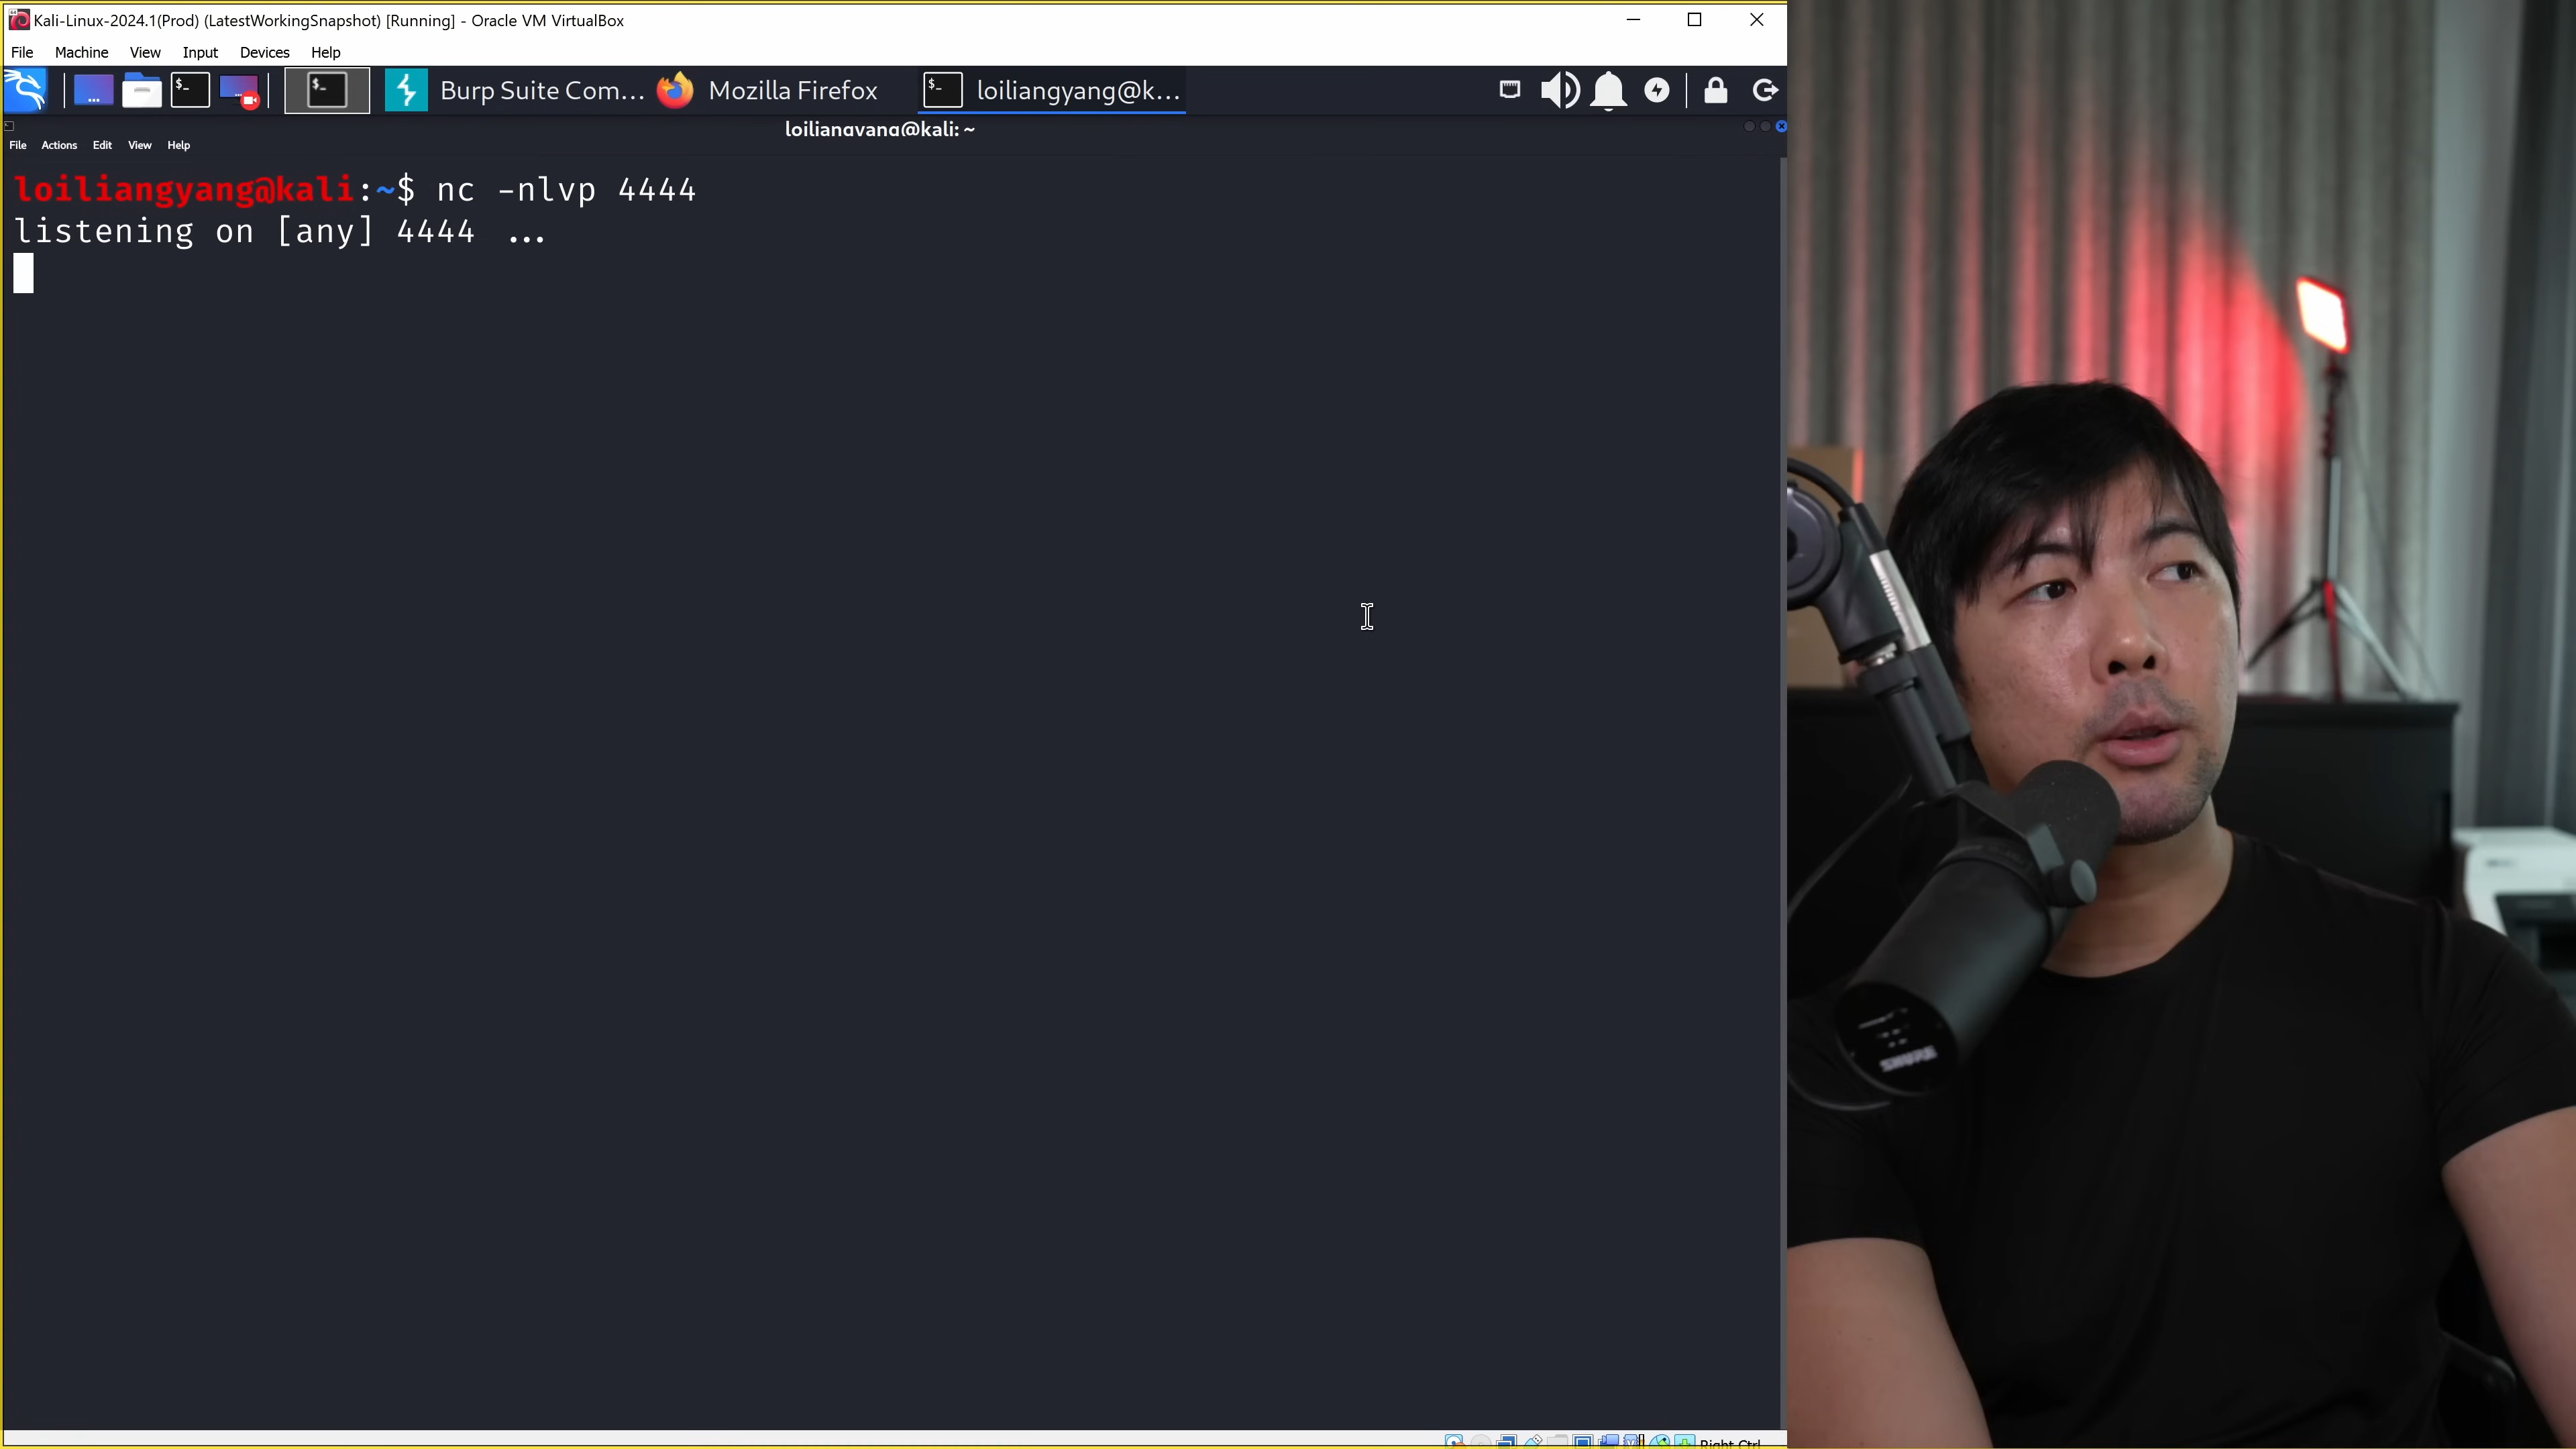 Kali-Linux-2024.1(Prod) (LatestWorkingSnapshot) [Running] - Oracle VM VirtualBox
File Machine View Input Devices Help
Burp Suite Com... Mozilla Firefox loiliangyang@k...
loiliangyang@kali: ~
File Actions Edit View Help
loiliangyang@kali:~$ nc -nlvp 4444
listening on [any] 4444 ...
SHURE
Right Ctrl